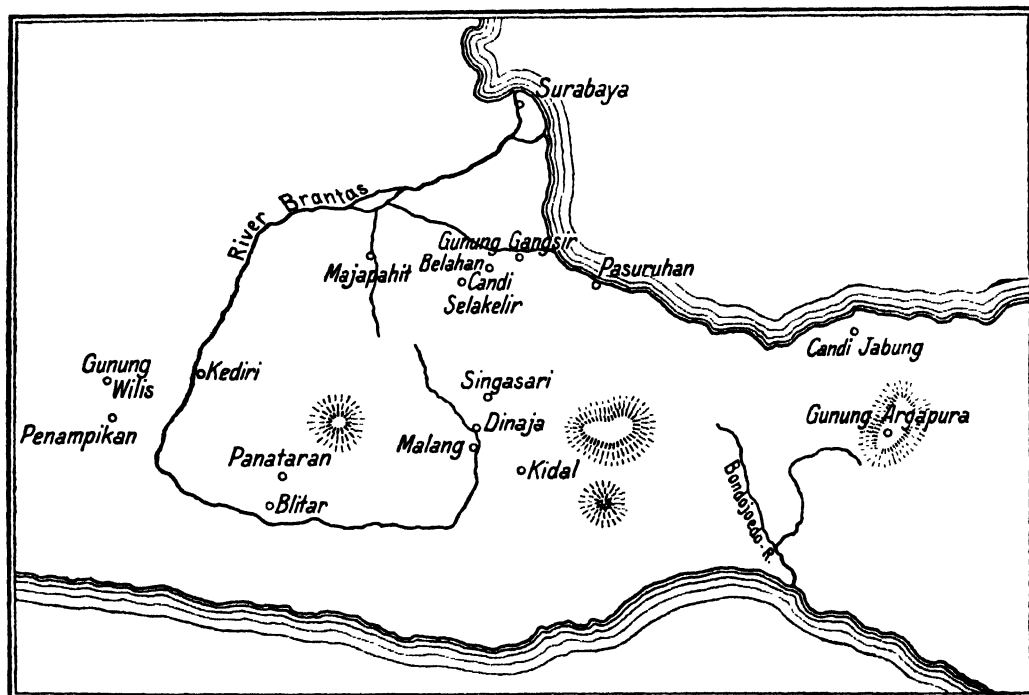 Surabaya
River Brantas
Gunung Gangsir
Majapahit
Belahan
Candi
Selakelir
Pasuruhan
Candi Jabung
Gunung
Wilis
Kediri
Singasari
Gunung Argapura
Penampikan
Dinaja
Malang
Panataran
Kidal
Blitar
Bondojoedo-R.